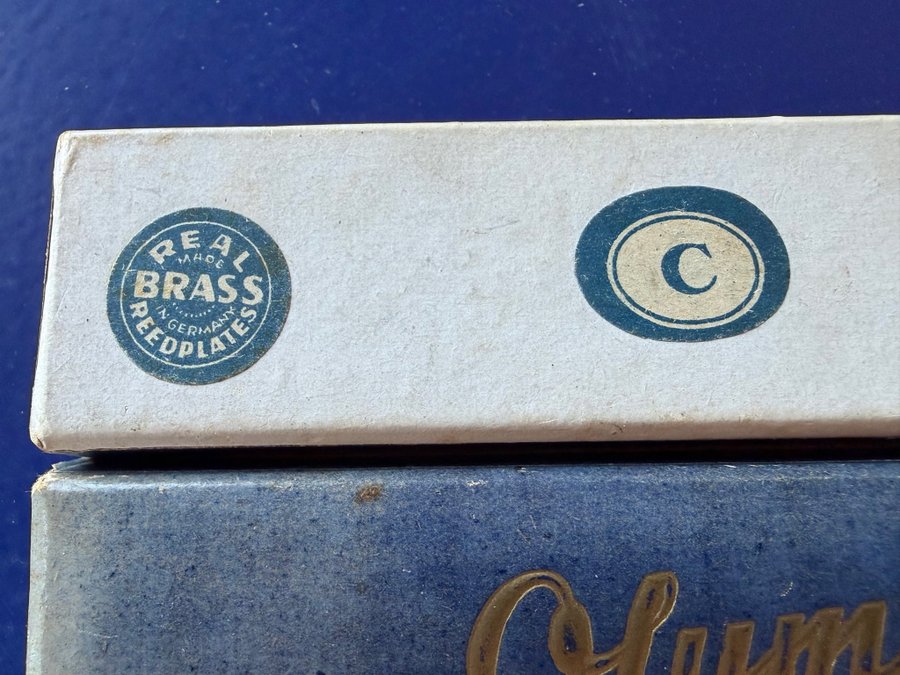 REAL
MADE
BRASS
IN GERMANY
REEDPLATES
C